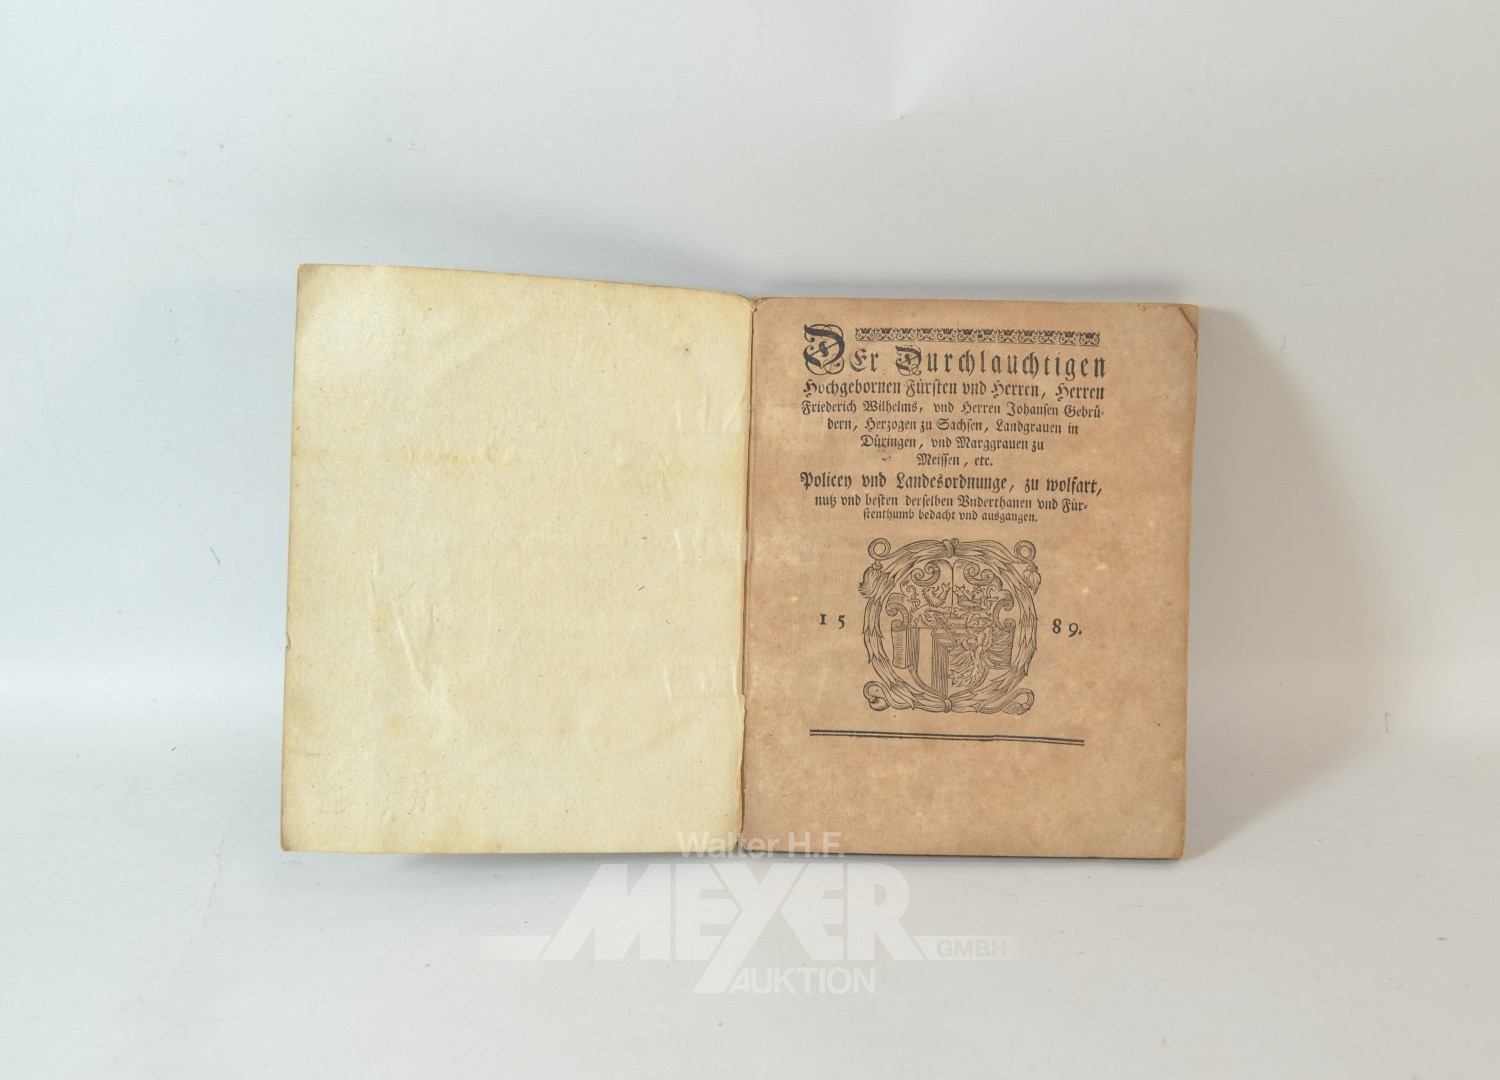 DEr Durchlauchtigen
Hochgebornen Fürsten vnd Herren, Herren
Friederich Wilhelms, vnd Herren Johansen Gebrü-
dern, Herzogen zu Sachsen, Landgrauen in
Düringen, vnd Marggrauen zu
Meissen, etc.
Policey vnd Landesordnunge, zu wolfart,
nutz vnd besten derselben Vnderthanen vnd Für-
stenthumb bedacht vnd ausgangen.
15 89.
Walter H.F.
MEYER
GMBH
AUKTION